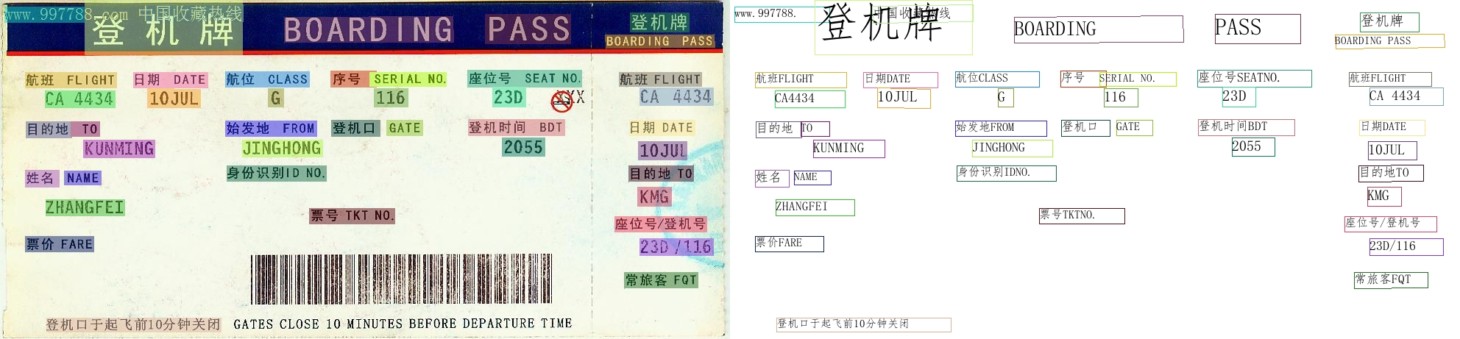 www.997788.com 中国收藏热线
登机牌 BOARDING PASS
登机牌
BOARDING PASS
航班 FLIGHT 日期 DATE 舱位 CLASS 序号 SERIAL NO. 座位号 SEAT NO.
CA 4434 10JUL G 116 23D XXX
目的地 TO 始发地 FROM 登机口 GATE 登机时间 BDT
KUNMING JINGHONG 2055
姓名 NAME 身份识别ID NO.
ZHANGFEI
票号 TKT NO.
票价 FARE
登机口于起飞前10分钟关闭 GATES CLOSE 10 MINUTES BEFORE DEPARTURE TIME
航班 FLIGHT
CA 4434
日期 DATE
10JUL
目的地 TO
KMG
座位号/登机号
23D/116
常旅客 FQT
www.997788. 中国收藏热线
登机牌 BOARDING PASS
登机牌
BOARDING PASS
航班FLIGHT 日期DATE 航位CLASS 序号 SERIAL NO. 座位号SEATNO.
CA4434 10JUL G 116 23D
目的地 TO 始发地FROM 登机口 GATE 登机时间BDT
KUNMING JINGHONG 2055
姓名 NAME 身份识别IDNO.
ZHANGFEI
票号TKTNO.
票价FARE
登机口于起飞前10分钟关闭
航班FLIGHT
CA 4434
日期DATE
10JUL
目的地TO
KMG
座位号/登机号
23D/116
常旅客FQT